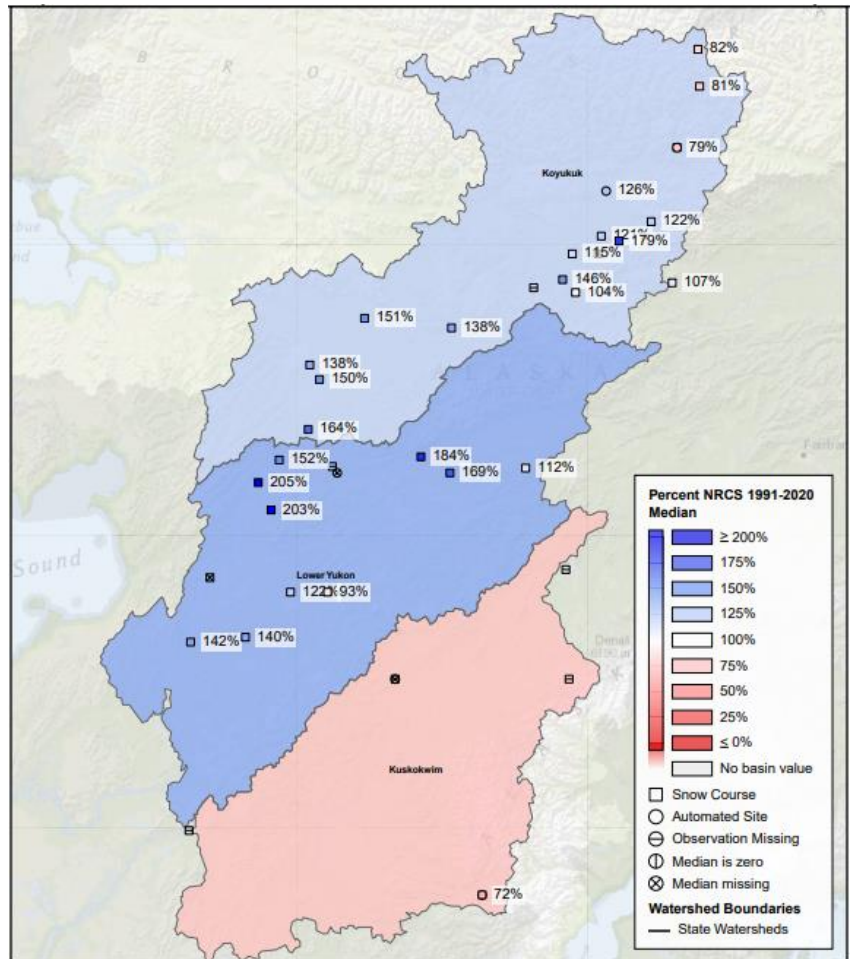 82%
81%
79%
Koyukuk
126%
122%
121%
179%
115%
146%
104%
107%
151%
138%
138%
150%
164%
152%
184%
169%
112%
205%
203%
Sound
Lower Yukon
122%
93%
142%
140%
Denali
Kuskokwim
72%
Percent NRCS 1991-2020
Median
≥ 200%
175%
150%
125%
100%
75%
50%
25%
≤ 0%
No basin value
Snow Course
Automated Site
Observation Missing
Median is zero
Median missing
Watershed Boundaries
State Watersheds